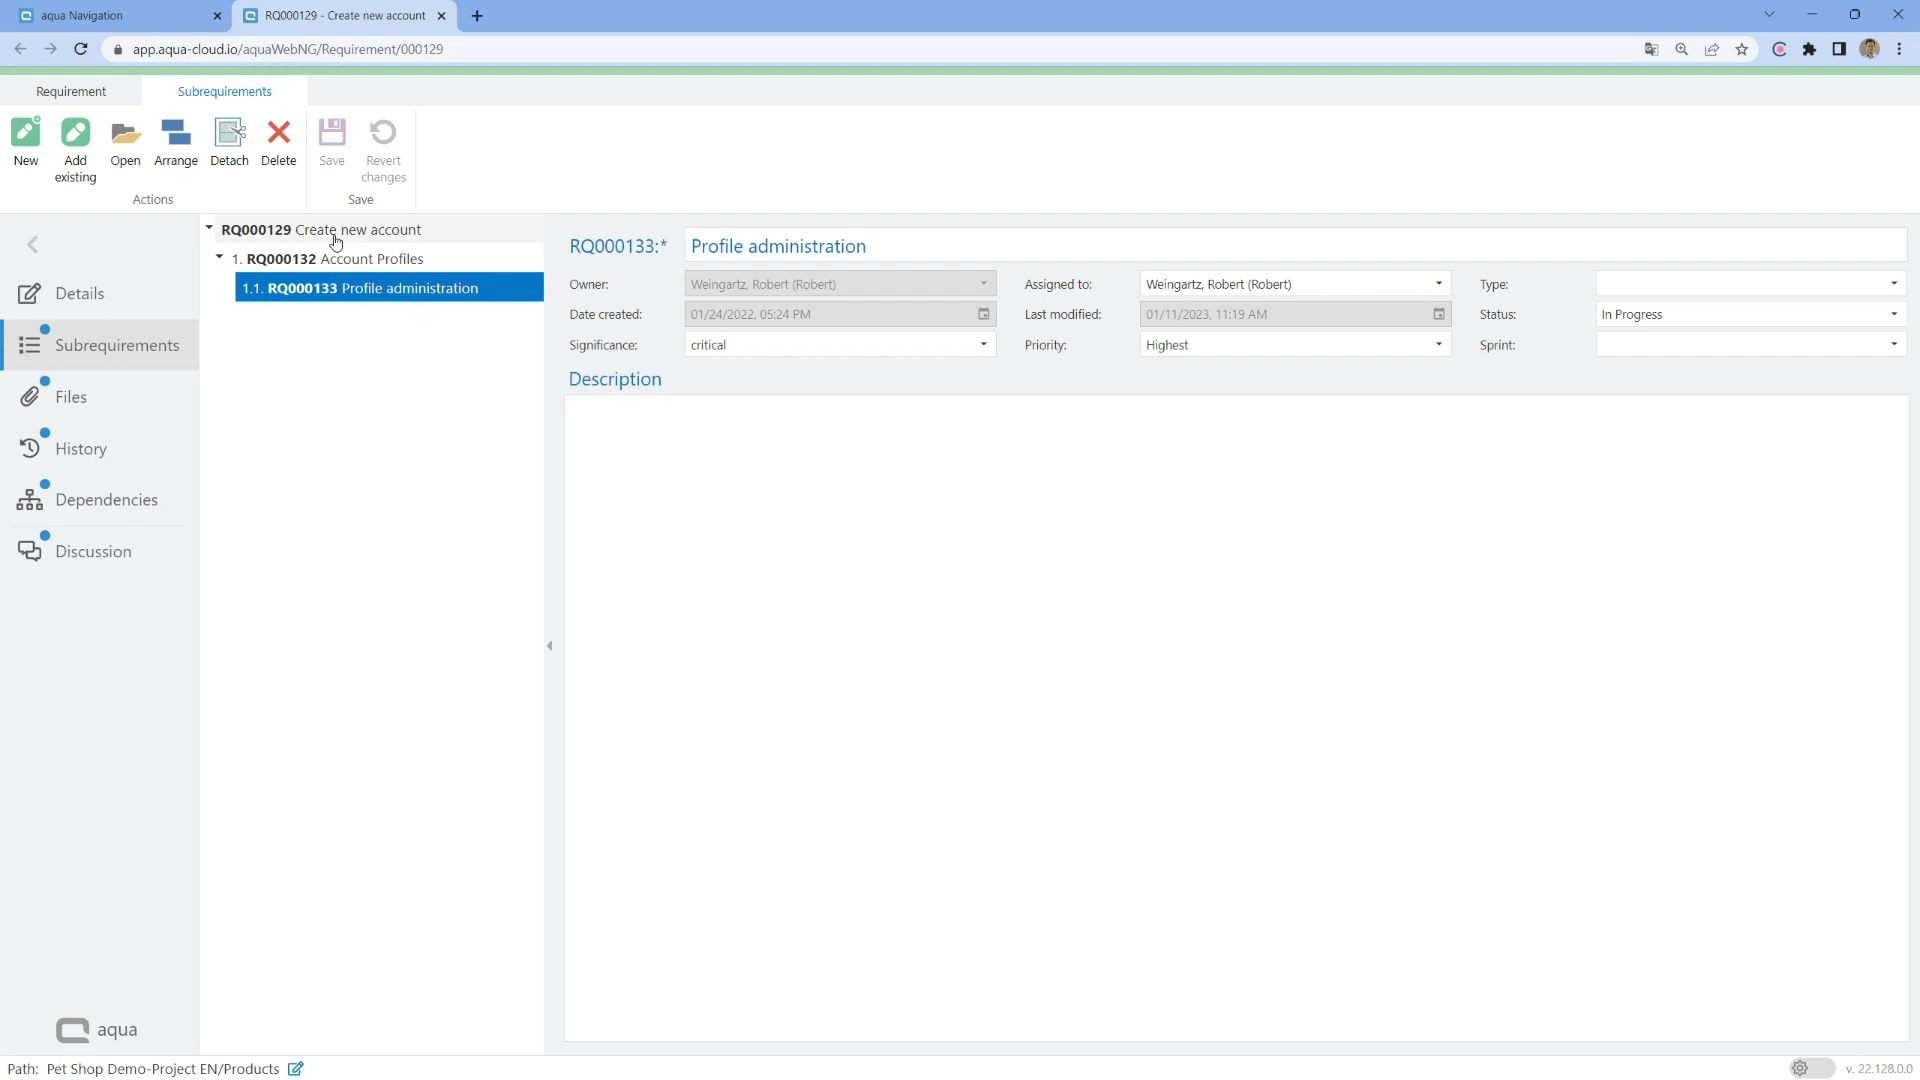 aqua Navigation
RQ000129 - Create new account
app.aqua-cloud.io/aquaWebNG/Requirement/000129
Requirement
Subrequirements
New
Add existing
Open
Arrange
Detach
Delete
Save
Revert changes
Actions
Save
Details
Subrequirements
Files
History
Dependencies
Discussion
aqua
RQ000129 Create new account
1. RQ000132 Account Profiles
1.1. RQ000133 Profile administration
RQ000133:* Profile administration
Owner: Weingartz, Robert (Robert) Assigned to: Weingartz, Robert (Robert) Type:
Date created: 01/24/2022, 05:24 PM Last modified: 01/11/2023, 11:19 AM Status: In Progress
Significance: critical Priority: Highest Sprint:
Description
Path: Pet Shop Demo-Project EN/Products
v. 22.128.0.0